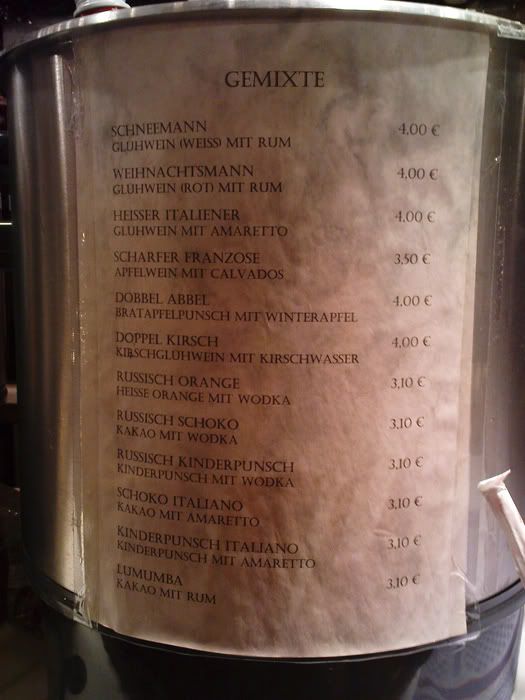 GEMIXTE
SCHNEEMANN 4,00 €
GLÜHWEIN (WEISS) MIT RUM
WEIHNACHTSMANN 4,00 €
GLÜHWEIN (ROT) MIT RUM
HEISSER ITALIENER 4,00 €
GLÜHWEIN MIT AMARETTO
SCHARFER FRANZOSE 3,50 €
APFELWEIN MIT CALVADOS
DOBBEL ABBEL 4,00 €
BRATAPFELPUNSCH MIT WINTERAPFEL
DOPPEL KIRSCH 4,00 €
KIRSCHGLÜHWEIN MIT KIRSCHWASSER
RUSSISCH ORANGE 3,10 €
HEISSE ORANGE MIT WODKA
RUSSISCH SCHOKO 3,10 €
KAKAO MIT WODKA
RUSSISCH KINDERPUNSCH 3,10 €
KINDERPUNSCH MIT WODKA
SCHOKO ITALIANO 3,10 €
KAKAO MIT AMARETTO
KINDERPUNSCH ITALIANO 3,10 €
KINDERPUNSCH MIT AMARETTO
LUMUMBA 3,10 €
KAKAO MIT RUM